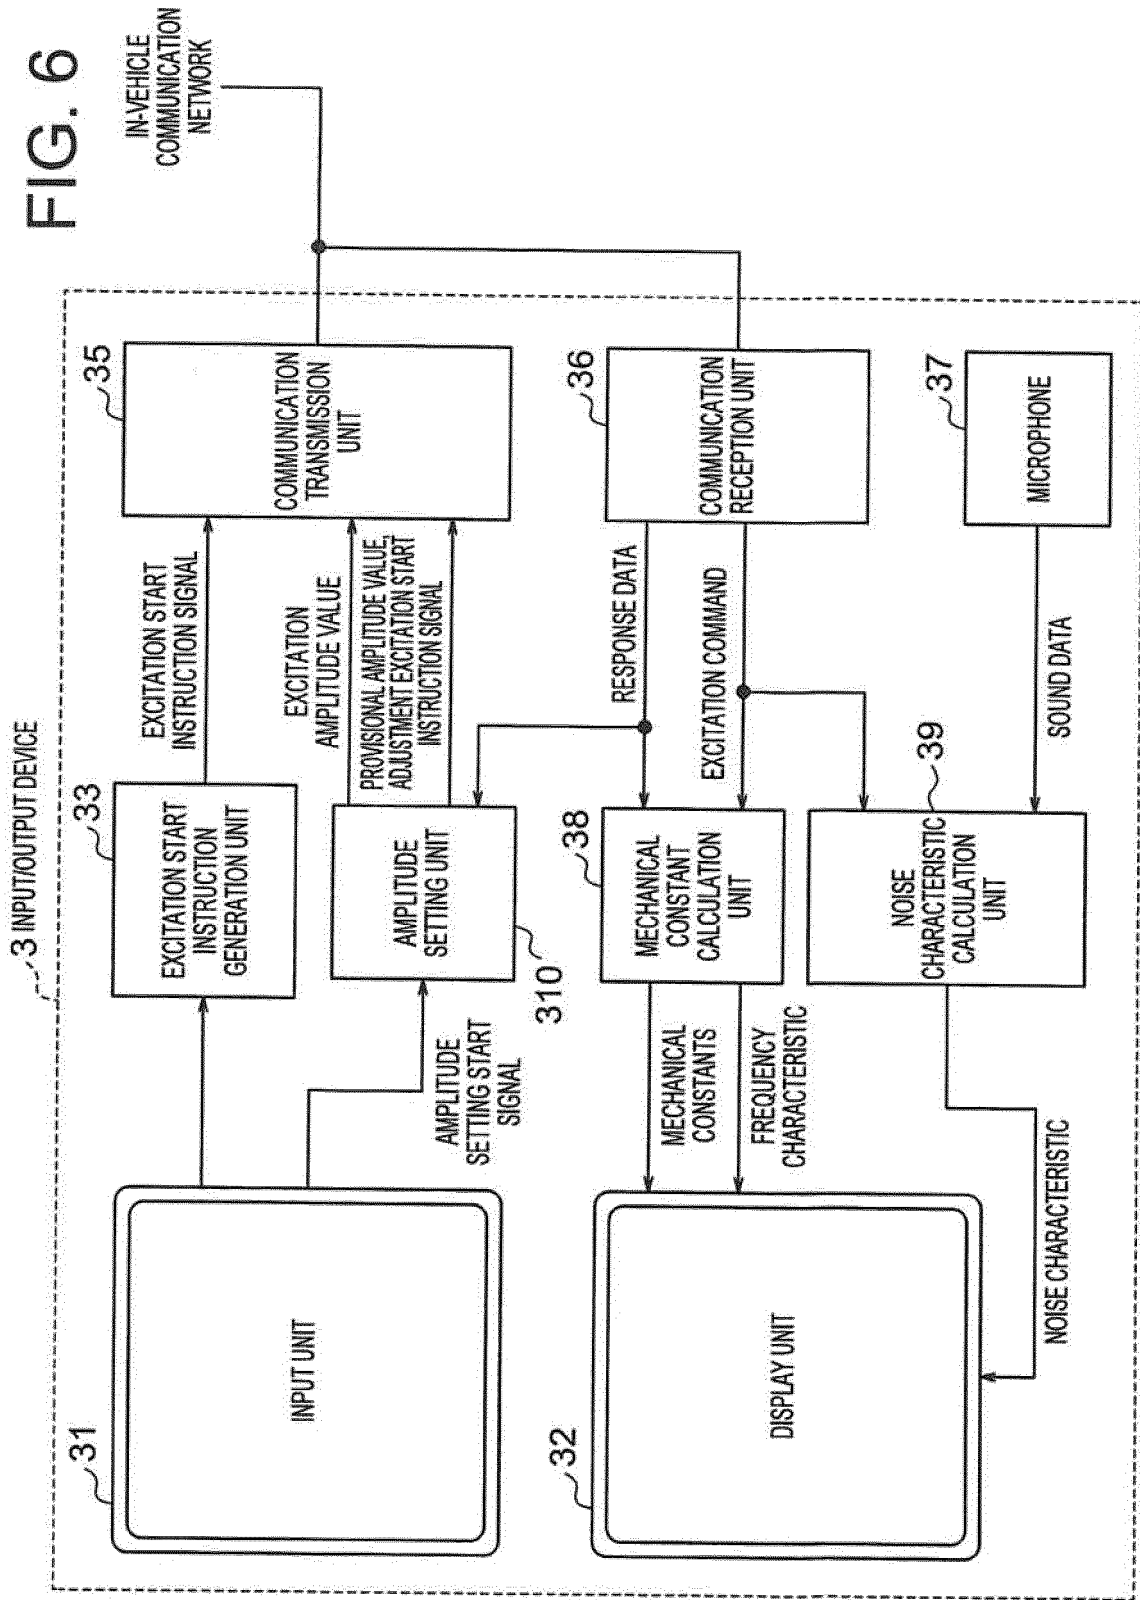 FIG. 6
IN-VEHICLE
COMMUNICATION
NETWORK
3 INPUT/OUTPUT DEVICE
31
INPUT UNIT
33
EXCITATION START
INSTRUCTION
GENERATION UNIT
EXCITATION START
INSTRUCTION SIGNAL
35
COMMUNICATION
TRANSMISSION
UNIT
AMPLITUDE
SETTING START
SIGNAL
AMPLITUDE
SETTING UNIT
310
EXCITATION
AMPLITUDE VALUE
PROVISIONAL AMPLITUDE VALUE,
ADJUSTMENT EXCITATION START
INSTRUCTION SIGNAL
32
DISPLAY UNIT
MECHANICAL
CONSTANTS
FREQUENCY
CHARACTERISTIC
38
MECHANICAL
CONSTANT
CALCULATION
UNIT
RESPONSE DATA
EXCITATION COMMAND
36
COMMUNICATION
RECEPTION UNIT
NOISE CHARACTERISTIC
39
NOISE
CHARACTERISTIC
CALCULATION
UNIT
SOUND DATA
37
MICROPHONE